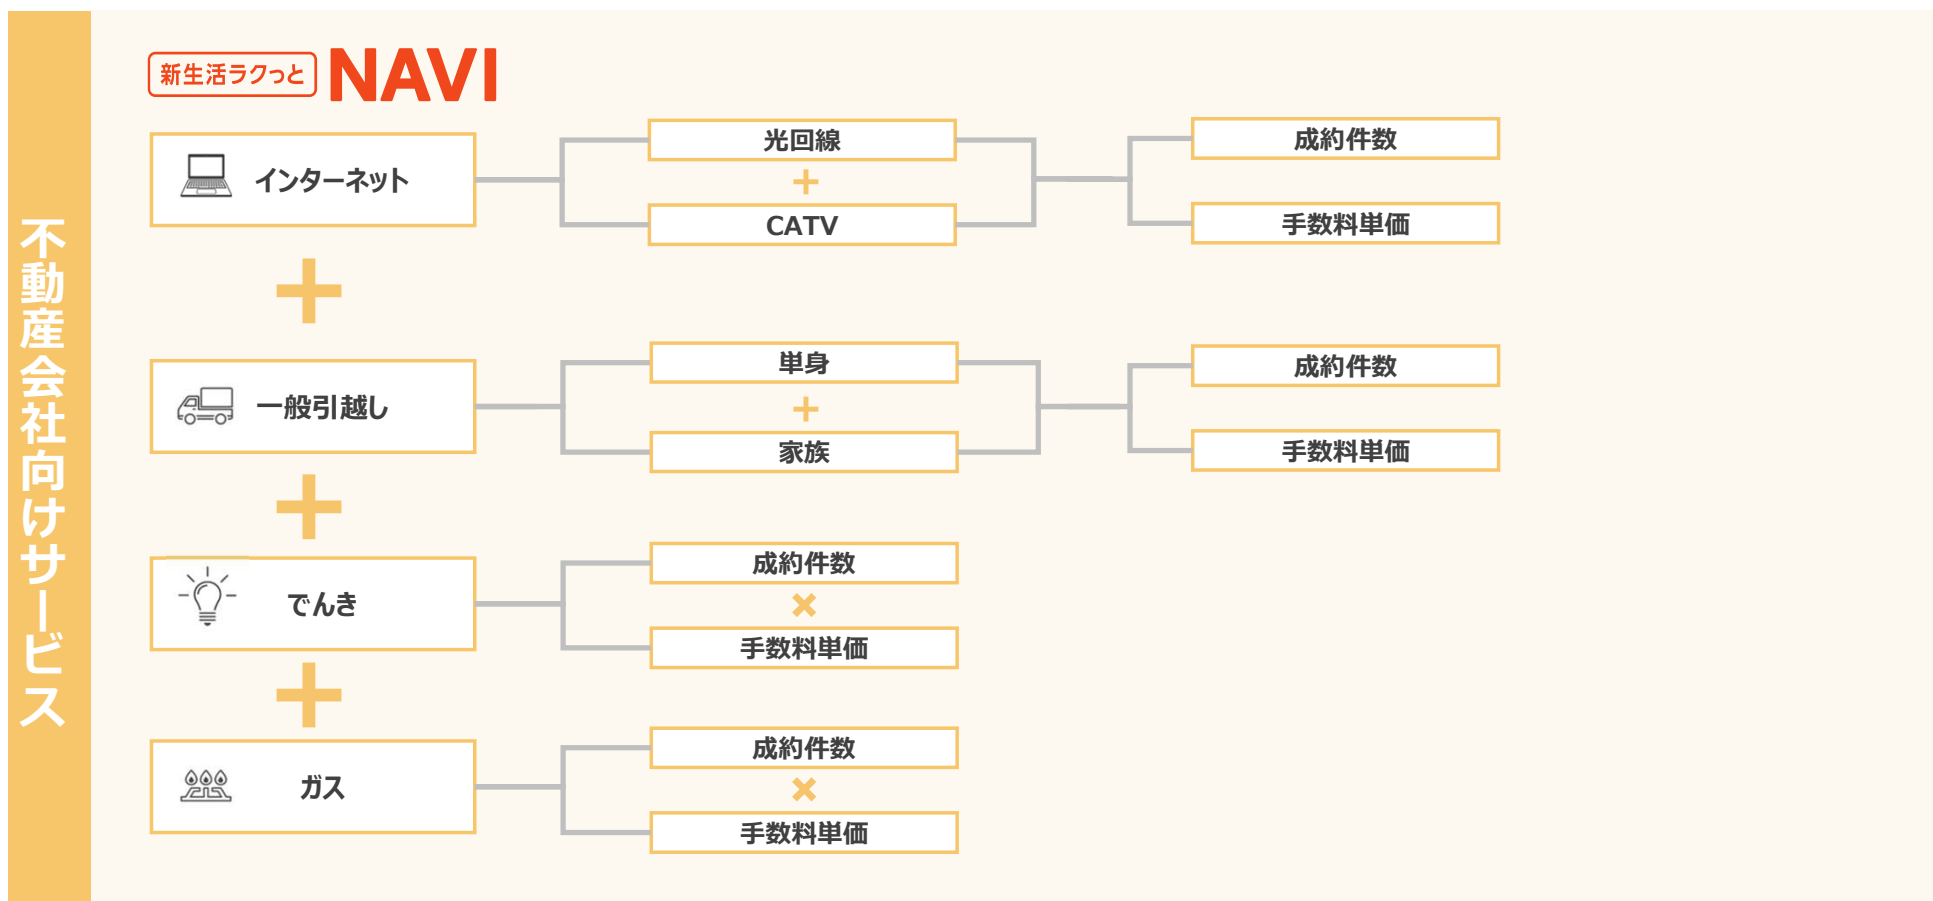 不動産会社向けサービス
新生活ラクっと NAVI
インターネット
光回線
+
CATV
成約件数
手数料単価
+
一般引越し
単身
+
家族
成約件数
手数料単価
+
でんき
成約件数
×
手数料単価
+
ガス
成約件数
×
手数料単価